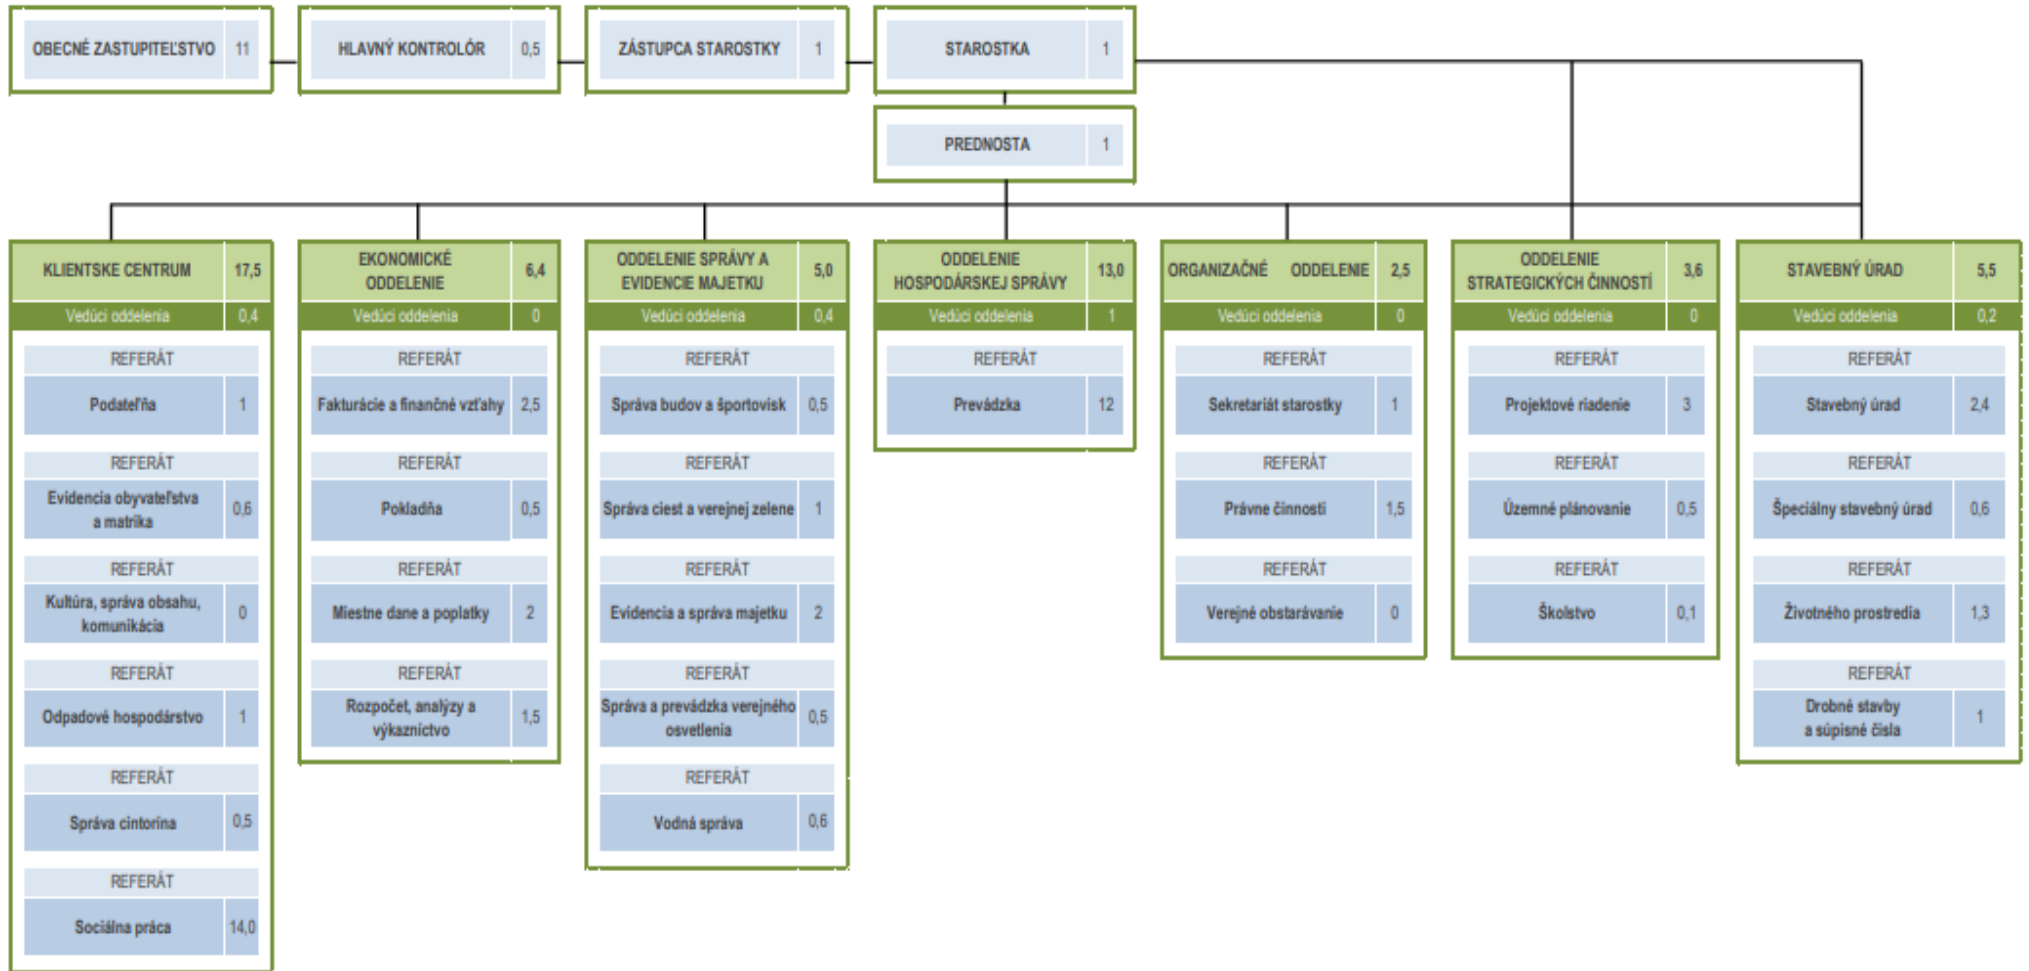 OBECNÉ ZASTUPITEĽSTVO 11
HLAVNÝ KONTROLÓR 0,5
ZÁSTUPCA STAROSTKY 1
STAROSTKA 1
PREDNOSTA 1
KLIENTSKE CENTRUM 17,5
Vedúci oddelenia 0,4
REFERÁT
Podateľňa 1
REFERÁT
Evidencia obyvateľstva
a matrika 0,6
REFERÁT
Kultúra, správa obsahu,
komunikácia 0
REFERÁT
Odpadové hospodárstvo 1
REFERÁT
Správa cintorína 0,5
REFERÁT
Sociálna práca 14,0
EKONOMICKÉ
ODDELENIE 6,4
Vedúci oddelenia 0
REFERÁT
Fakturácie a finančné vzťahy 2,5
REFERÁT
Pokladňa 0,5
REFERÁT
Miestne dane a poplatky 2
REFERÁT
Rozpočet, analýzy a
výkazníctvo 1,5
ODDELENIE SPRÁVY A
EVIDENCIE MAJETKU 5,0
Vedúci oddelenia 0,4
REFERÁT
Správa budov a športovísk 0,5
REFERÁT
Správa ciest a verejnej zelene 1
REFERÁT
Evidencia a správa majetku 2
REFERÁT
Správa a prevádzka verejného
osvetlenia 0,5
REFERÁT
Vodná správa 0,6
ODDELENIE
HOSPODÁRSKEJ SPRÁVY 13,0
Vedúci oddelenia 1
REFERÁT
Prevádzka 12
ORGANIZAČNÉ ODDELENIE 2,5
Vedúci oddelenia 0
REFERÁT
Sekretariát starostky 1
REFERÁT
Právne činnosti 1,5
REFERÁT
Verejné obstarávanie 0
ODDELENIE
STRATEGICKÝCH ČINNOSTÍ 3,6
Vedúci oddelenia 0
REFERÁT
Projektové riadenie 3
REFERÁT
Územné plánovanie 0,5
REFERÁT
Školstvo 0,1
STAVEBNÝ ÚRAD 5,5
Vedúci oddelenia 0,2
REFERÁT
Stavebný úrad 2,4
REFERÁT
Špeciálny stavebný úrad 0,6
REFERÁT
Životného prostredia 1,3
REFERÁT
Drobné stavby
a súpisné čísla 1